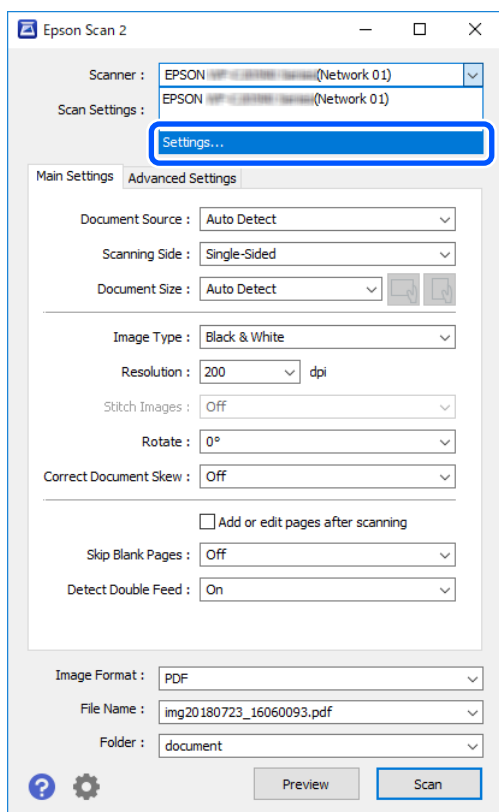 Epson Scan 2
Scanner : EPSON (Network 01)
EPSON (Network 01)
Scan Settings :
Settings...
Main Settings Advanced Settings
Document Source : Auto Detect
Scanning Side : Single-Sided
Document Size : Auto Detect
Image Type : Black & White
Resolution : 200 dpi
Stitch Images : Off
Rotate : 0°
Correct Document Skew : Off
Add or edit pages after scanning
Skip Blank Pages : Off
Detect Double Feed : On
Image Format : PDF
File Name : img20180723_16060093.pdf
Folder : document
?
Preview Scan